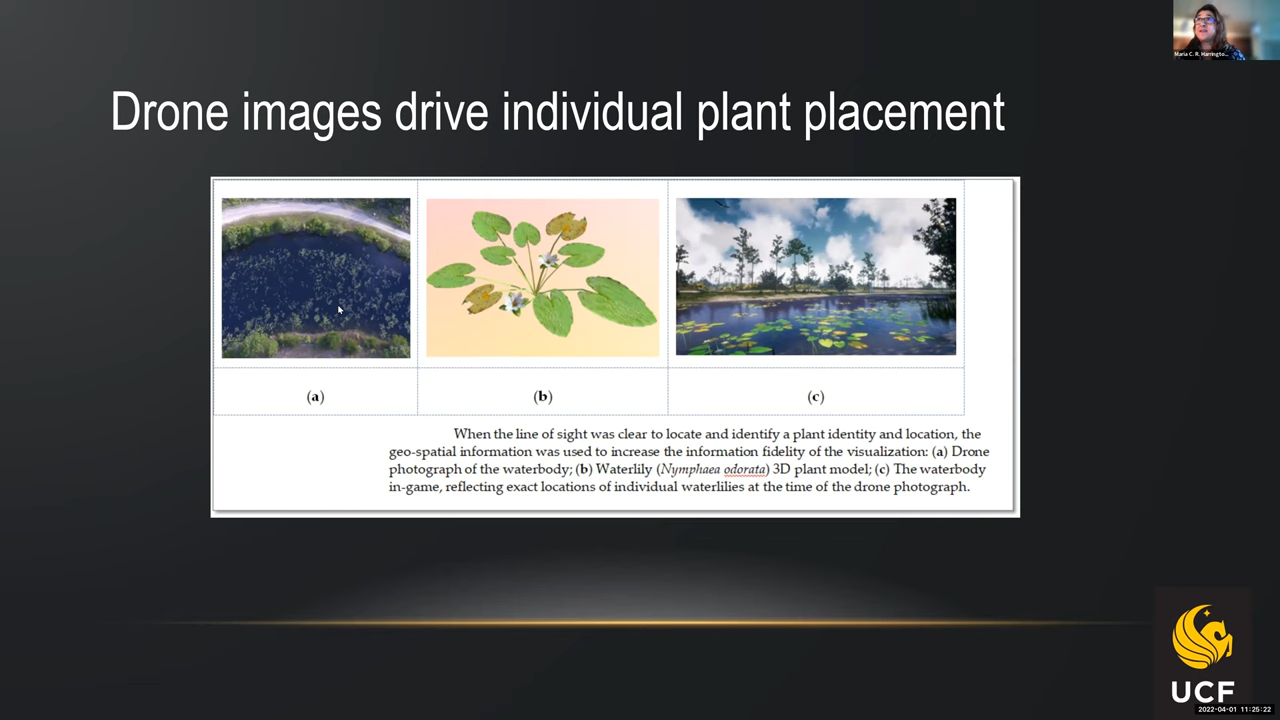 Maria C. R. Harringto...
Drone images drive individual plant placement
(a)
(b)
(c)
When the line of sight was clear to locate and identify a plant identity and location, the
geo-spatial information was used to increase the information fidelity of the visualization: (a) Drone
photograph of the waterbody; (b) Waterlily (Nymphaea odorata) 3D plant model; (c) The waterbody
in-game, reflecting exact locations of individual waterlilies at the time of the drone photograph.
UCF
2022-04-01 11:25:22